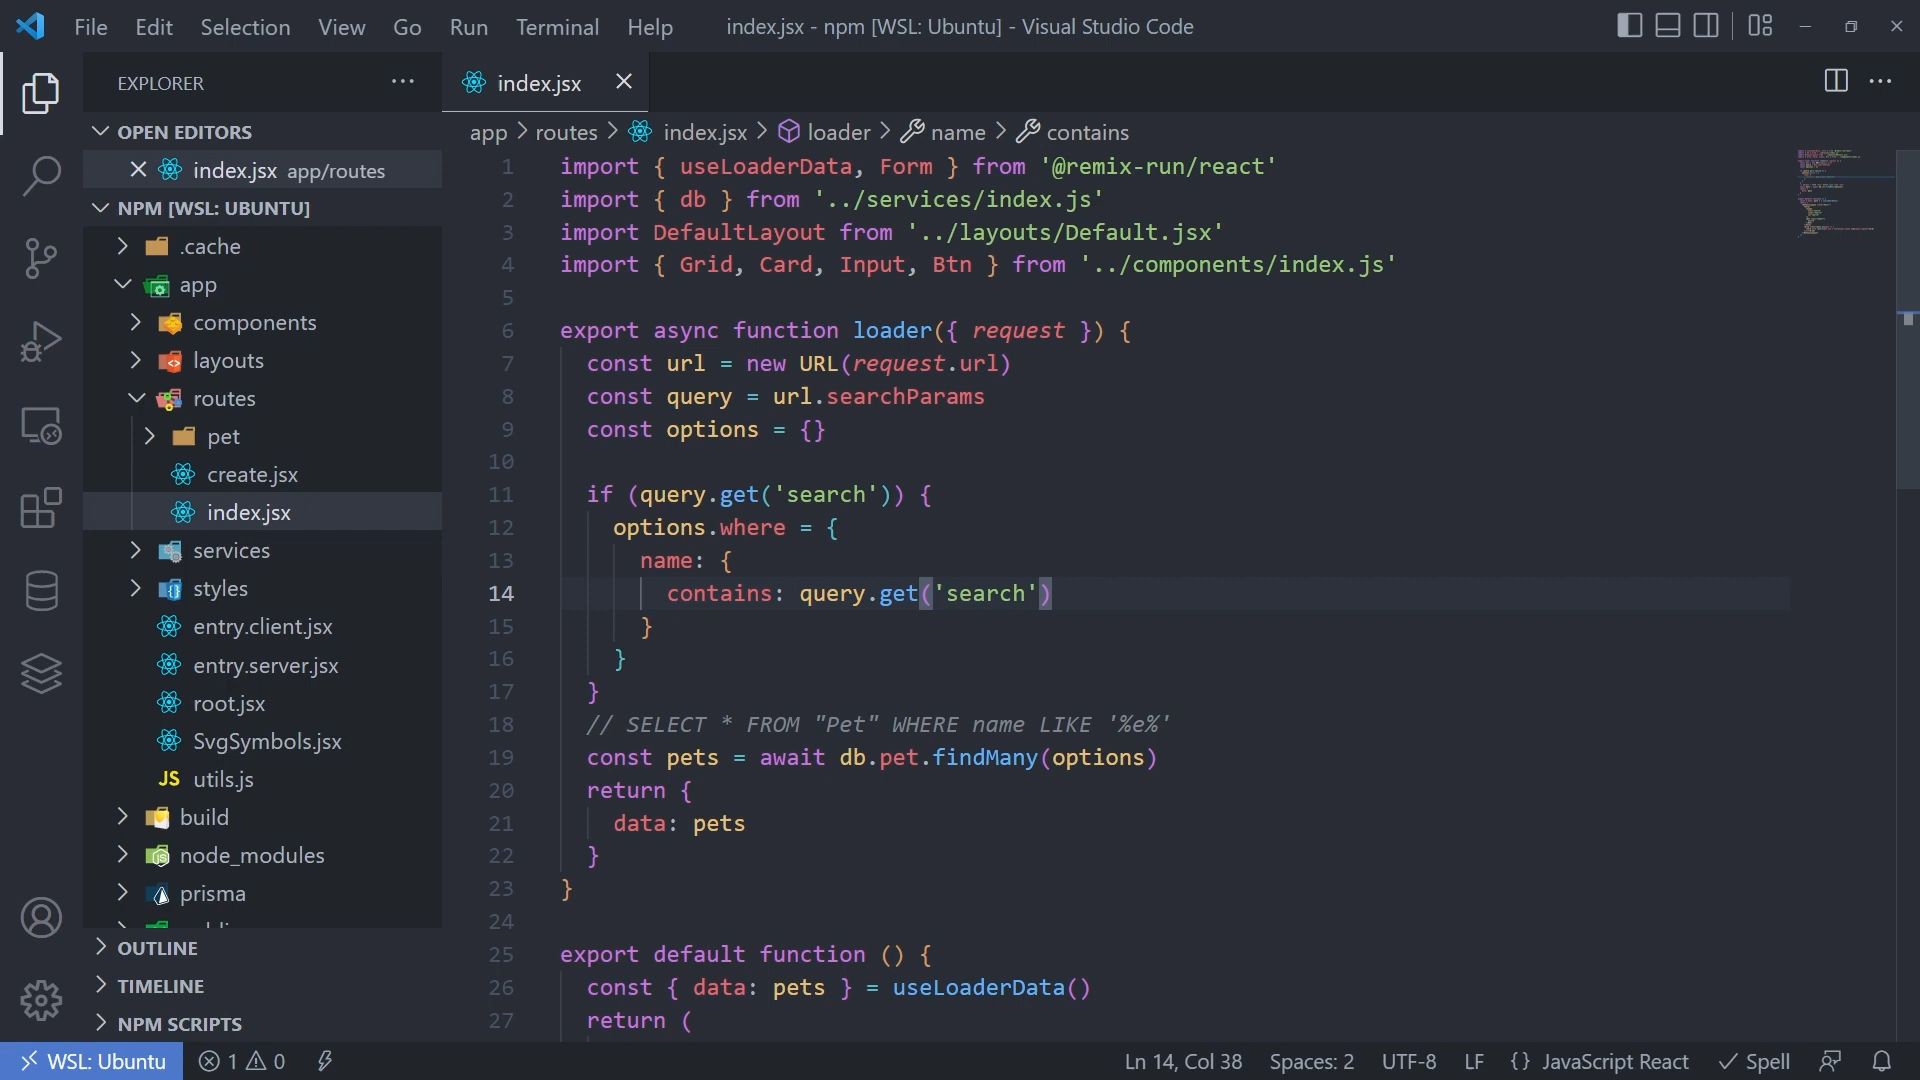 File Edit Selection View Go Run Terminal Help index.jsx - npm [WSL: Ubuntu] - Visual Studio Code
EXPLORER
OPEN EDITORS
index.jsx app/routes
NPM [WSL: UBUNTU]
.cache
app
components
layouts
routes
pet
create.jsx
index.jsx
services
styles
entry.client.jsx
entry.server.jsx
root.jsx
SvgSymbols.jsx
JS utils.js
build
node_modules
prisma
OUTLINE
TIMELINE
NPM SCRIPTS
index.jsx
app > routes > index.jsx > loader > name > contains
1 import { useLoaderData, Form } from '@remix-run/react'
2 import { db } from '../services/index.js'
3 import DefaultLayout from '../layouts/Default.jsx'
4 import { Grid, Card, Input, Btn } from '../components/index.js'
5
6 export async function loader({ request }) {
7 const url = new URL(request.url)
8 const query = url.searchParams
9 const options = {}
10
11 if (query.get('search')) {
12 options.where = {
13 name: {
14 contains: query.get('search')
15 }
16 }
17 }
18 // SELECT * FROM "Pet" WHERE name LIKE '%e%'
19 const pets = await db.pet.findMany(options)
20 return {
21 data: pets
22 }
23 }
24
25 export default function () {
26 const { data: pets } = useLoaderData()
27 return (
WSL: Ubuntu 1 0 Ln 14, Col 38 Spaces: 2 UTF-8 LF {} JavaScript React Spell